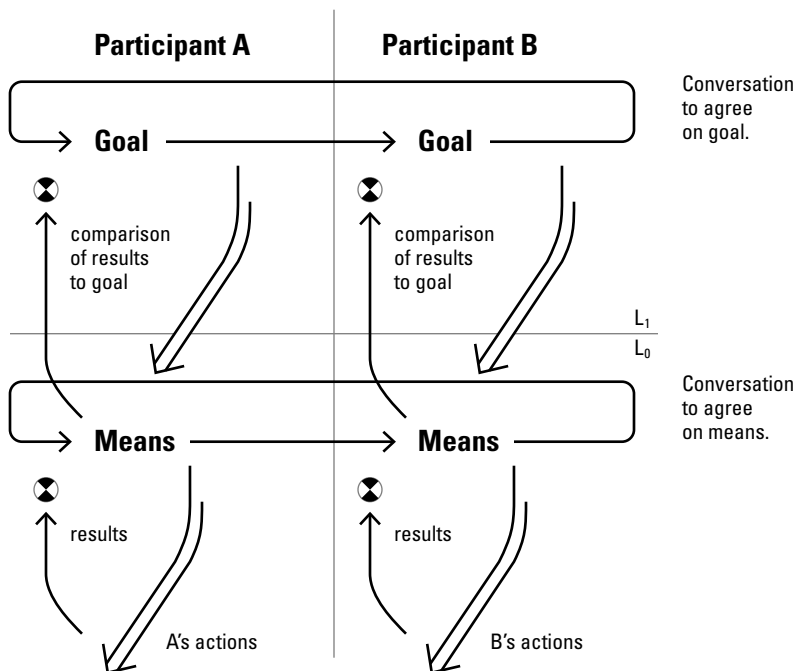 Participant A
Participant B
Conversation
to agree
on goal.
Goal
Goal
comparison
of results
to goal
comparison
of results
to goal
L₁
L₀
Conversation
to agree
on means.
Means
Means
results
results
A's actions
B's actions